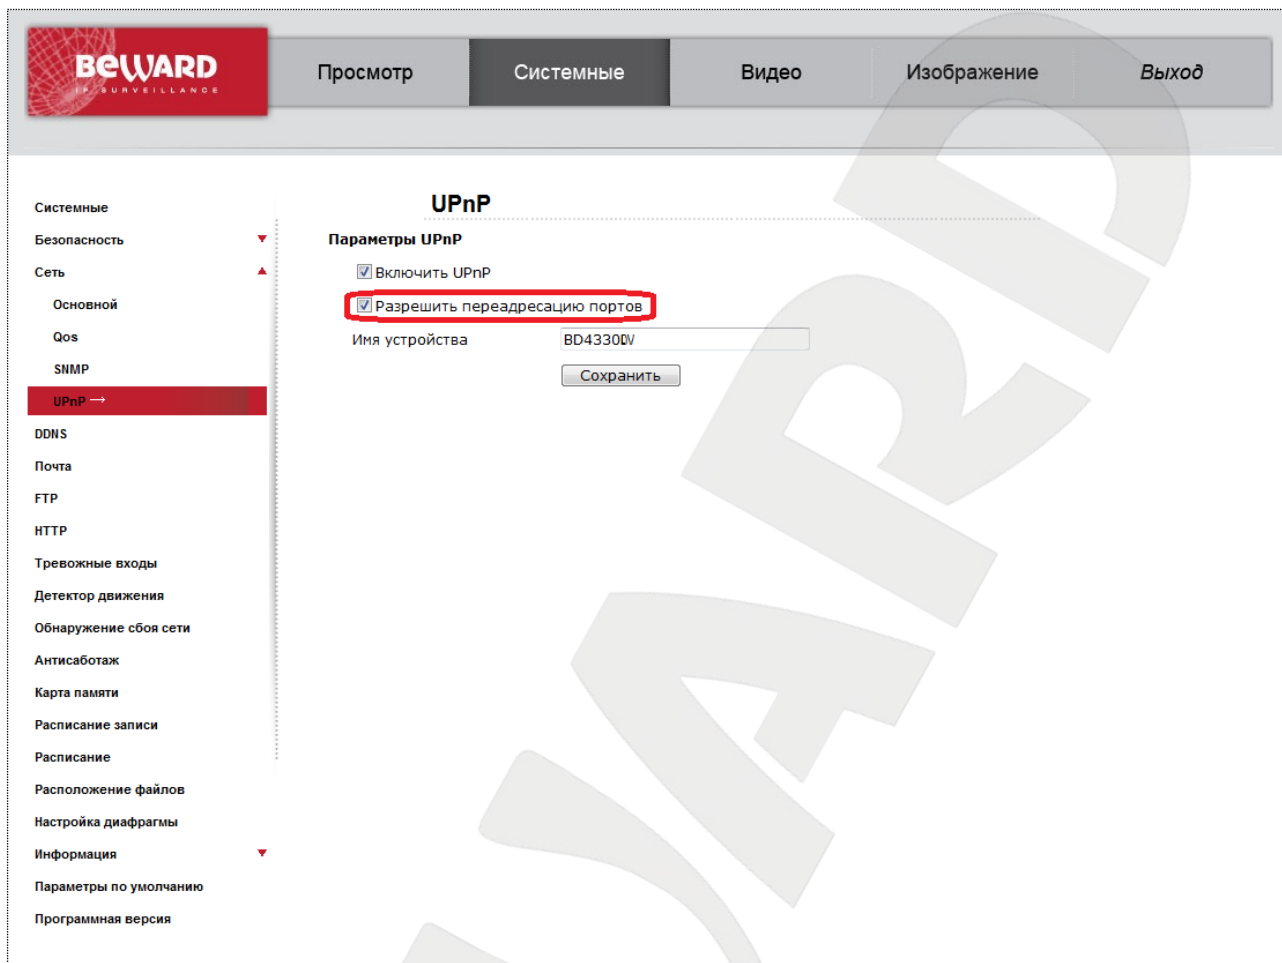 BEWARD
IP SURVEILLANCE
Просмотр
Системные
Видео
Изображение
Выход
Системные
Безопасность
Сеть
Основной
Qos
SNMP
UPnP →
DDNS
Почта
FTP
HTTP
Тревожные входы
Детектор движения
Обнаружение сбоя сети
Антисаботаж
Карта памяти
Расписание записи
Расписание
Расположение файлов
Настройка диафрагмы
Информация
Параметры по умолчанию
Программная версия
UPnP
Параметры UPnP
Включить UPnP
Разрешить переадресацию портов
Имя устройства
Сохранить